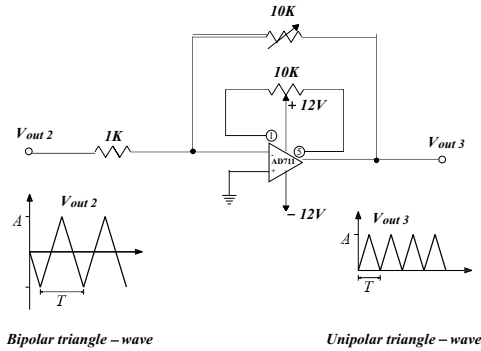 10K
10K
+ 12V
V out 2
1K
1
5
V out 3
-
AD711
+
− 12V
V out 2
A
T
V out 3
A
T
Bipolar triangle – wave
Unipolar triangle – wave